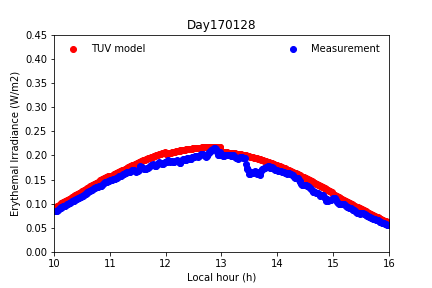 Day170128
TUV model
Measurement
Erythemal Irradiance (W/m2)
0.45
0.40
0.35
0.30
0.25
0.20
0.15
0.10
0.05
0.00
10 11 12 13 14 15 16
Local hour (h)